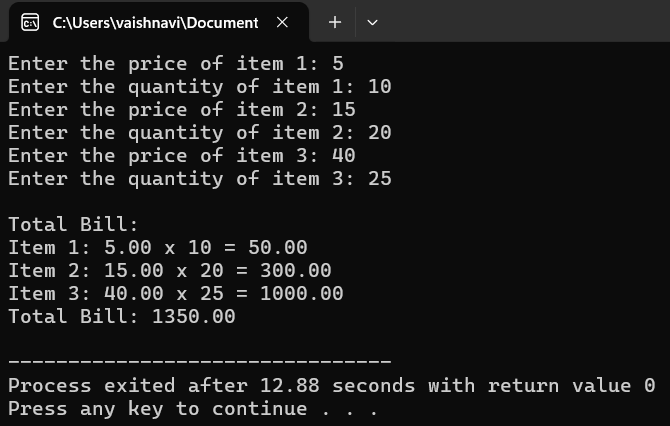 C:\Users\vaishnavi\Document
Enter the price of item 1: 5
Enter the quantity of item 1: 10
Enter the price of item 2: 15
Enter the quantity of item 2: 20
Enter the price of item 3: 40
Enter the quantity of item 3: 25

Total Bill:
Item 1: 5.00 x 10 = 50.00
Item 2: 15.00 x 20 = 300.00
Item 3: 40.00 x 25 = 1000.00
Total Bill: 1350.00

--------------------------------
Process exited after 12.88 seconds with return value 0
Press any key to continue . . .